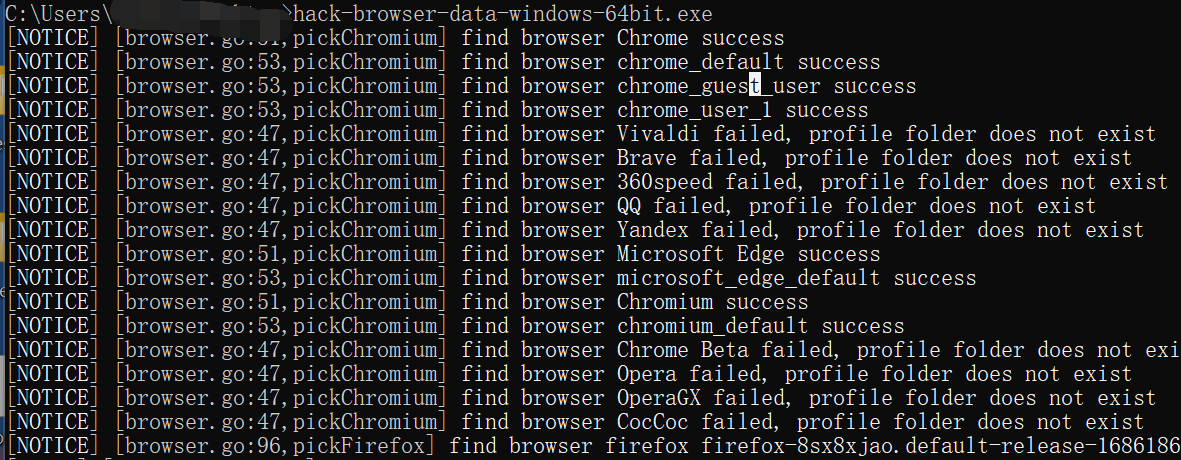 C:\Users\ >hack-browser-data-windows-64bit.exe
[NOTICE] [browser.go:51,pickChromium] find browser Chrome success
[NOTICE] [browser.go:53,pickChromium] find browser chrome_default success
[NOTICE] [browser.go:53,pickChromium] find browser chrome_guest_user success
[NOTICE] [browser.go:53,pickChromium] find browser chrome_user_1 success
[NOTICE] [browser.go:47,pickChromium] find browser Vivaldi failed, profile folder does not exist
[NOTICE] [browser.go:47,pickChromium] find browser Brave failed, profile folder does not exist
[NOTICE] [browser.go:47,pickChromium] find browser 360speed failed, profile folder does not exist
[NOTICE] [browser.go:47,pickChromium] find browser QQ failed, profile folder does not exist
[NOTICE] [browser.go:47,pickChromium] find browser Yandex failed, profile folder does not exist
[NOTICE] [browser.go:51,pickChromium] find browser Microsoft Edge success
[NOTICE] [browser.go:53,pickChromium] find browser microsoft_edge_default success
[NOTICE] [browser.go:51,pickChromium] find browser Chromium success
[NOTICE] [browser.go:53,pickChromium] find browser chromium_default success
[NOTICE] [browser.go:47,pickChromium] find browser Chrome Beta failed, profile folder does not exi
[NOTICE] [browser.go:47,pickChromium] find browser Opera failed, profile folder does not exist
[NOTICE] [browser.go:47,pickChromium] find browser OperaGX failed, profile folder does not exist
[NOTICE] [browser.go:47,pickChromium] find browser CocCoc failed, profile folder does not exist
[NOTICE] [browser.go:96,pickFirefox] find browser firefox firefox-8sx8xjao.default-release-1686186